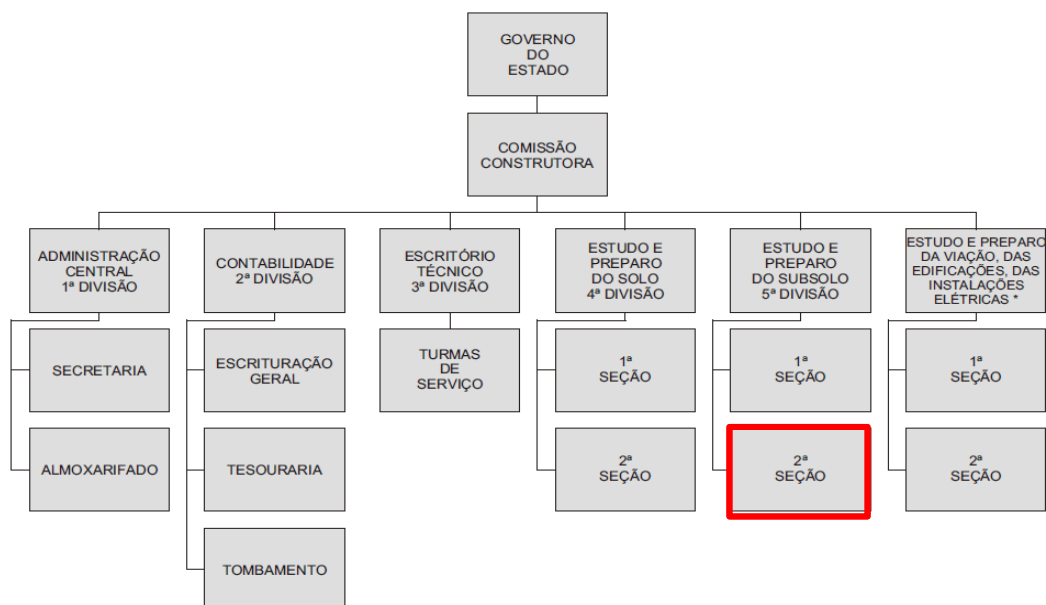 GOVERNO
DO
ESTADO
COMISSÃO
CONSTRUTORA
ADMINISTRAÇÃO
CENTRAL
1ª DIVISÃO
CONTABILIDADE
2ª DIVISÃO
ESCRITÓRIO
TÉCNICO
3ª DIVISÃO
ESTUDO E
PREPARO
DO SOLO
4ª DIVISÃO
ESTUDO E
PREPARO
DO SUBSOLO
5ª DIVISÃO
ESTUDO E PREPARO
DA VIAÇÃO, DAS
EDIFICAÇÕES, DAS
INSTALAÇÕES
ELÉTRICAS *
SECRETARIA
ESCRITURAÇÃO
GERAL
TURMAS
DE
SERVIÇO
1ª
SEÇÃO
1ª
SEÇÃO
1ª
SEÇÃO
ALMOXARIFADO
TESOURARIA
2ª
SEÇÃO
2ª
SEÇÃO
2ª
SEÇÃO
TOMBAMENTO